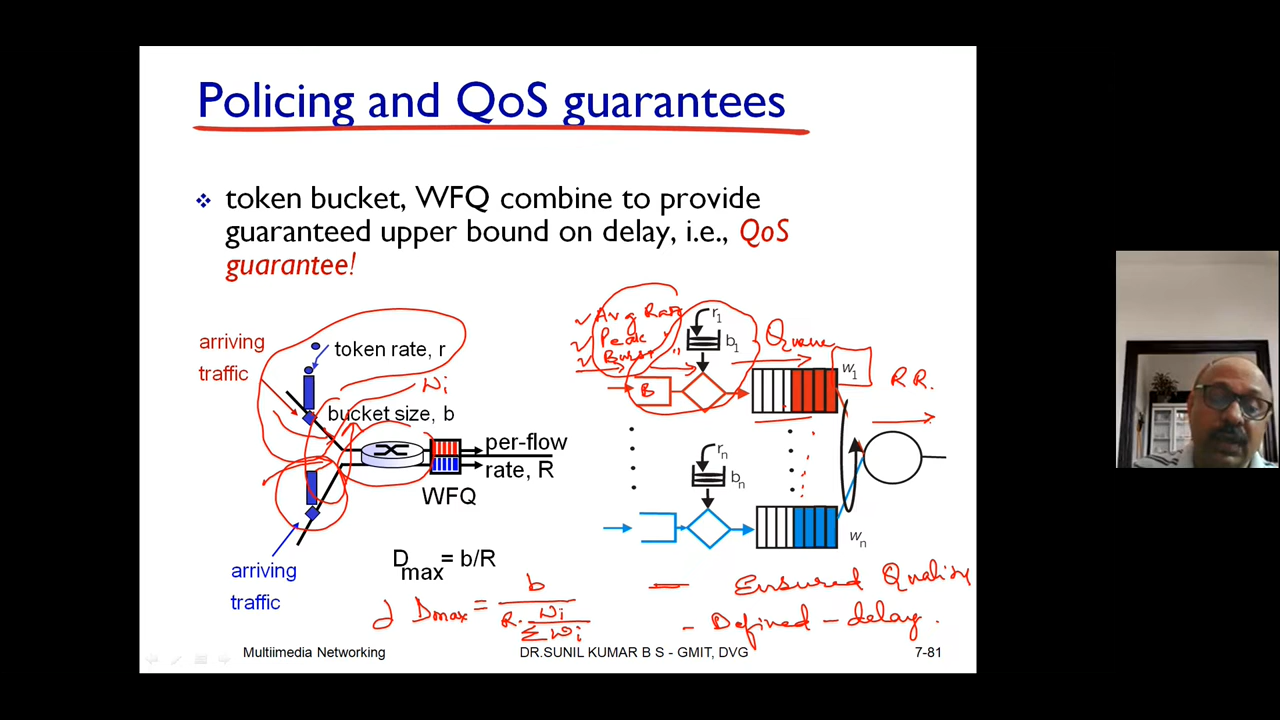 Policing and QoS guarantees
❖ token bucket, WFQ combine to provide
guaranteed upper bound on delay, i.e., QoS
guarantee!
arriving
traffic
token rate, r
Wi
bucket size, b
per-flow
rate, R
WFQ
arriving
traffic
Dmax = b/R
Dmax = b / R. Wi / ΣWi
Avg Rate
Peak "
Burst "
B
r1
b1
Queue
w1
R R.
rn
bn
wn
— Ensured Quality
- Defined - delay.
Multiimedia Networking
DR.SUNIL KUMAR B S - GMIT, DVG
7-81